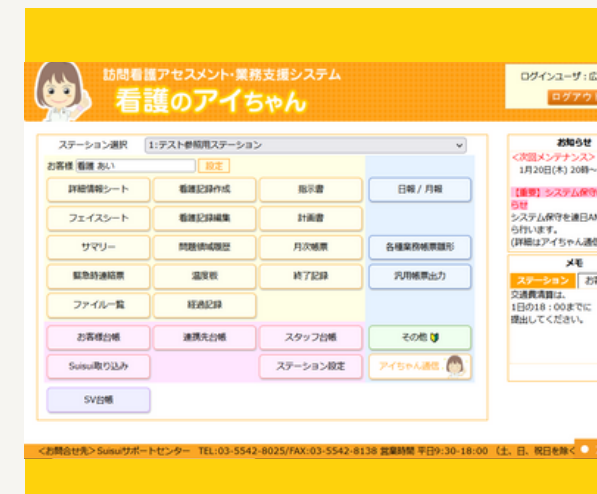 訪問看護アセスメント・業務支援システム
看護のアイちゃん
ログインユーザ:広
ログアウト
ステーション選択 1:テスト参照用ステーション
お客様 看護 あい 設定
詳細情報シート 看護記録作成 指示書 日報 / 月報
フェイスシート 看護記録編集 計画書
サマリー 問題領域履歴 月次帳票 各種業務帳票雛形
緊急時連絡票 温度板 終了記録 汎用帳票出力
ファイル一覧 経過記録
お客様台帳 連携先台帳 スタッフ台帳 その他
Suisui取り込み ステーション設定 アイちゃん通信
SV台帳
お知らせ
<次回メンテナンス>
1月20日(木) 20時~
【重要】システム保守
らせ
システム保守を連日AM
ら行います。
(詳細はアイちゃん通信
メモ
ステーション お客
交通費清算は、
1日の18:00までに
提出してください。
<お問合せ先>Suisuiサポートセンター TEL:03-5542-8025/FAX:03-5542-8138 営業時間 平日9:30-18:00 (土、日、祝日を除く